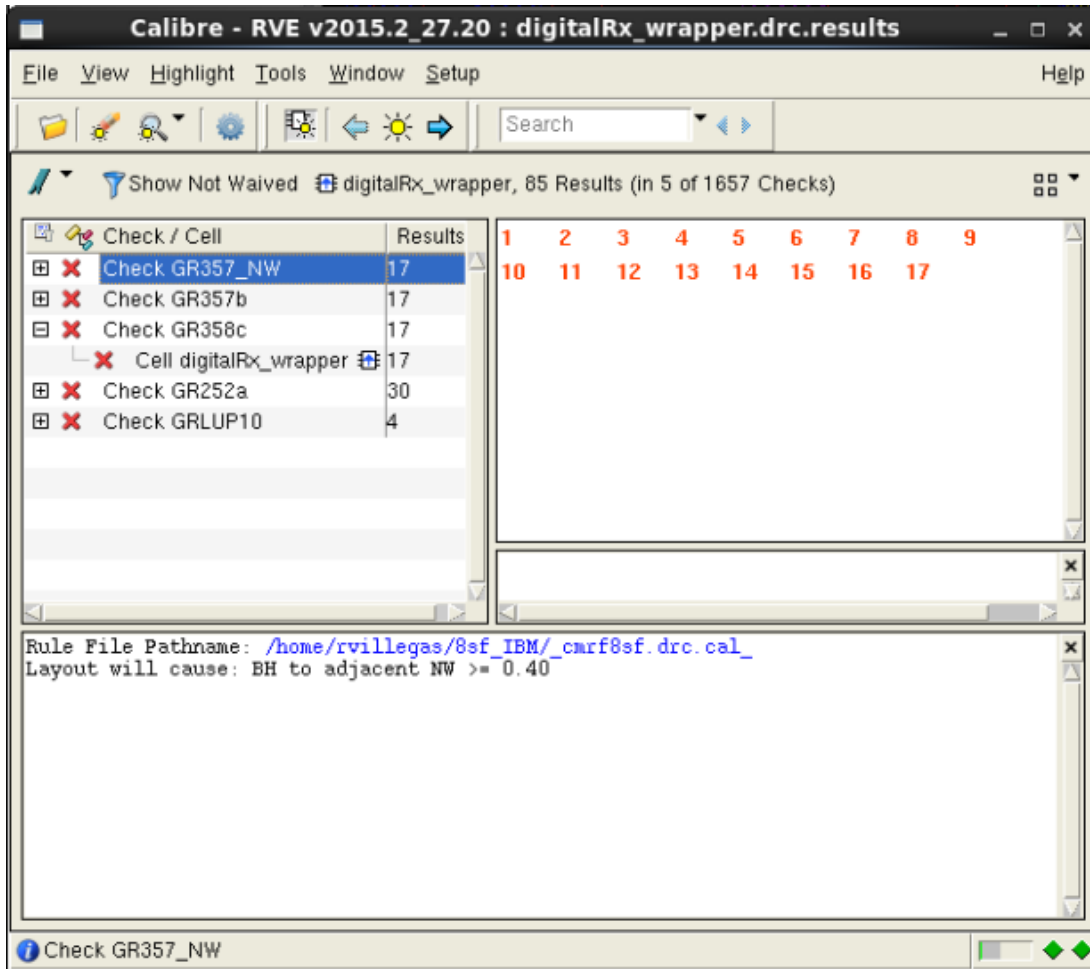 Calibre - RVE v2015.2_27.20 : digitalRx_wrapper.drc.results
File View Highlight Tools Window Setup Help
Search
Show Not Waived digitalRx_wrapper, 85 Results (in 5 of 1657 Checks)
Check / Cell Results
Check GR357_NW 17
Check GR357b 17
Check GR358c 17
Cell digitalRx_wrapper 17
Check GR252a 30
Check GRLUP10 4
1 2 3 4 5 6 7 8 9
10 11 12 13 14 15 16 17
Rule File Pathname: /home/rvillegas/8sf_IBM/_cmrf8sf.drc.cal_
Layout will cause: BH to adjacent NW >= 0.40
Check GR357_NW